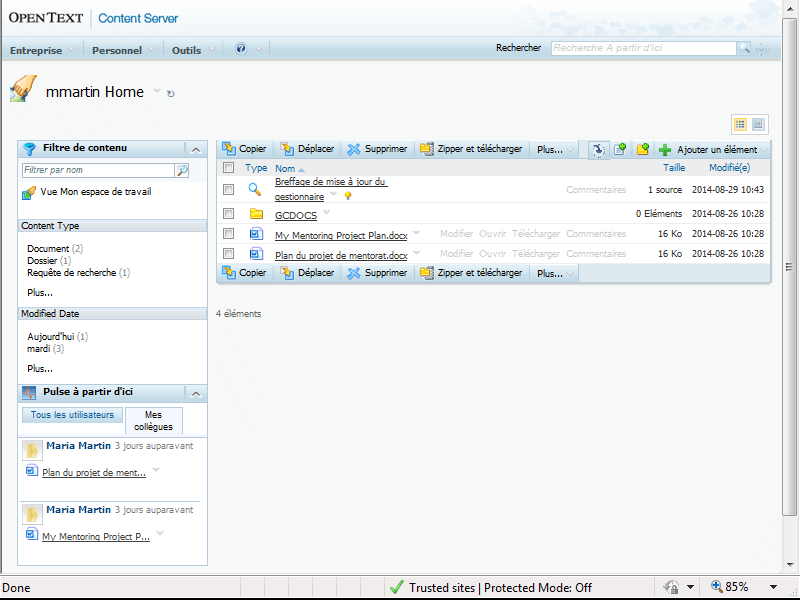 OPENTEXT | Content Server
Entreprise Personnel Outils Rechercher Recherche A partir d'ici
mmartin Home
Filtre de contenu
Filtrer par nom
Vue Mon espace de travail
Content Type
Document (2)
Dossier (1)
Requête de recherche (1)
Plus...
Modified Date
Aujourd'hui (1)
mardi (3)
Plus...
Pulse à partir d'ici
Tous les utilisateurs
Mes
collègues
Maria Martin 3 jours auparavant
Plan du projet de ment...
Maria Martin 3 jours auparavant
My Mentoring Project P...
Copier Déplacer Supprimer Zipper et télécharger Plus... Ajouter un élément
Type Nom Taille Modifié(e)
Breffage de mise à jour du
gestionnaire Commentaires 1 source 2014-08-29 10:43
GCDOCS 0 Eléments 2014-08-26 10:28
My Mentoring Project Plan.docx Modifier Ouvrir Télécharger Commentaires 16 Ko 2014-08-26 10:28
Plan du projet de mentorat.docx Modifier Ouvrir Télécharger Commentaires 16 Ko 2014-08-26 10:28
Copier Déplacer Supprimer Zipper et télécharger Plus...
4 éléments
Done Trusted sites | Protected Mode: Off 85%